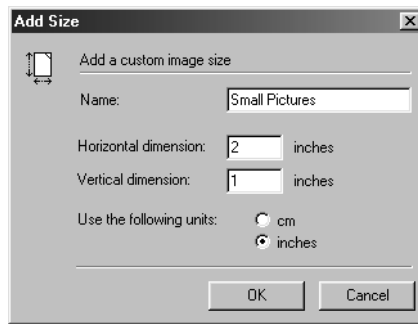 Add Size
Add a custom image size
Name: Small Pictures
Horizontal dimension: 2 inches
Vertical dimension: 1 inches
Use the following units: cm
inches
OK Cancel